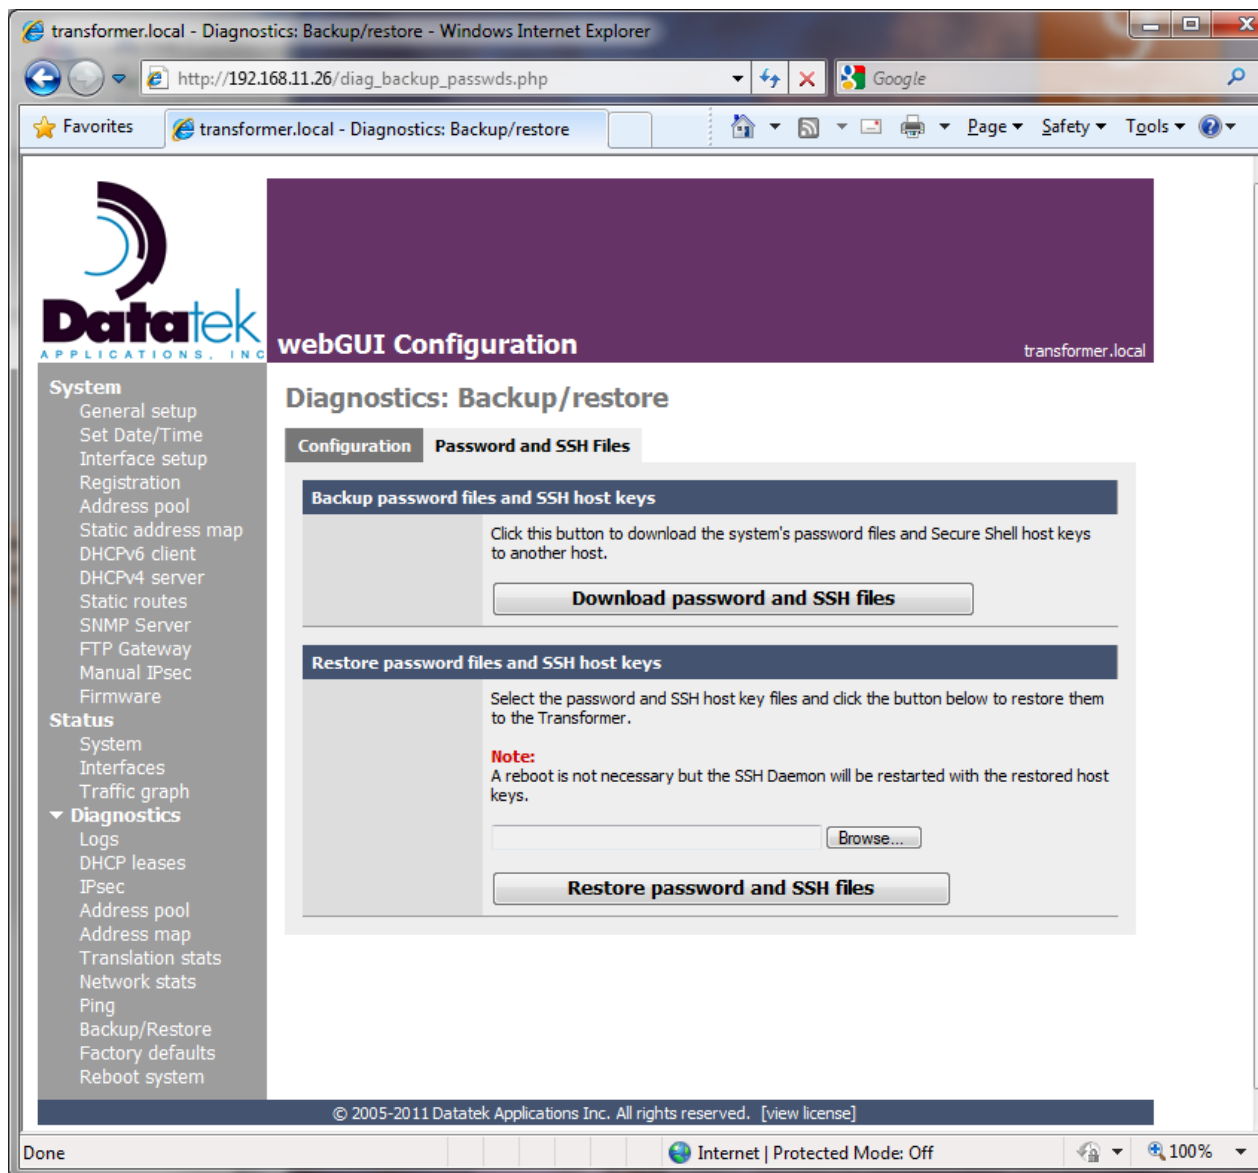 transformer.local - Diagnostics: Backup/restore - Windows Internet Explorer
http://192.168.11.26/diag_backup_passwds.php
Google
Favorites
transformer.local - Diagnostics: Backup/restore
Page
Safety
Tools
Datatek
APPLICATIONS, INC
webGUI Configuration
transformer.local
System
General setup
Set Date/Time
Interface setup
Registration
Address pool
Static address map
DHCPv6 client
DHCPv4 server
Static routes
SNMP Server
FTP Gateway
Manual IPsec
Firmware
Status
System
Interfaces
Traffic graph
Diagnostics
Logs
DHCP leases
IPsec
Address pool
Address map
Translation stats
Network stats
Ping
Backup/Restore
Factory defaults
Reboot system
Diagnostics: Backup/restore
Configuration
Password and SSH Files
Backup password files and SSH host keys
Click this button to download the system's password files and Secure Shell host keys
to another host.
Download password and SSH files
Restore password files and SSH host keys
Select the password and SSH host key files and click the button below to restore them
to the Transformer.
Note:
A reboot is not necessary but the SSH Daemon will be restarted with the restored host
keys.
Browse...
Restore password and SSH files
© 2005-2011 Datatek Applications Inc. All rights reserved. [view license]
Done
Internet | Protected Mode: Off
100%